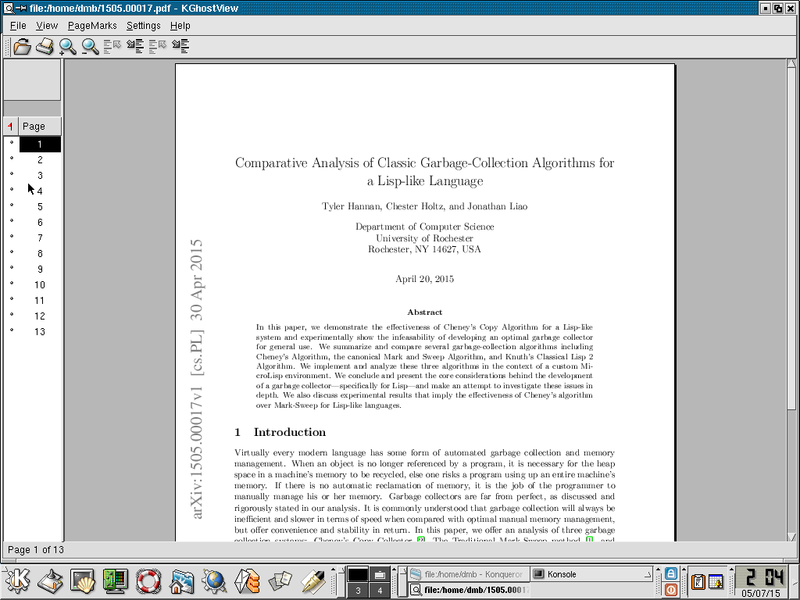 file:/home/dmb/1505.00017.pdf - KGhostView
File View PageMarks Settings Help
Page
1
2
3
4
5
6
7
8
9
10
11
12
13
Comparative Analysis of Classic Garbage-Collection Algorithms for
a Lisp-like Language
Tyler Hannan, Chester Holtz, and Jonathan Liao
Department of Computer Science
University of Rochester
Rochester, NY 14627, USA
April 20, 2015
arXiv:1505.00017v1 [cs.PL] 30 Apr 2015
Abstract
In this paper, we demonstrate the effectiveness of Cheney's Copy Algorithm for a Lisp-like
system and experimentally show the infeasability of developing an optimal garbage collector
for general use. We summarize and compare several garbage-collection algorithms including
Cheney's Algorithm, the canonical Mark and Sweep Algorithm, and Knuth's Classical Lisp 2
Algorithm. We implement and analyze these three algorithms in the context of a custom Mi-
croLisp environment. We conclude and present the core considerations behind the development
of a garbage collector—specifically for Lisp—and make an attempt to investigate these issues in
depth. We also discuss experimental results that imply the effectiveness of Cheney's algorithm
over Mark-Sweep for Lisp-like languages.
1 Introduction
Virtually every modern language has some form of automated garbage collection and memory
management. When an object is no longer referenced by a program, it is necessary for the heap
space in a machine's memory to be recycled, else one risks a program using up an entire machine's
memory. If there is no automatic reclamation of memory, it is the job of the programmer to
manually manage his or her memory. Garbage collectors are far from perfect, as discussed and
rigorously stated in our analysis. It is commonly understood that garbage collection will always be
inefficient and slower in terms of speed when compared with optimal manual memory management,
but offer convenience and stability in return. In this paper, we offer an analysis of three garbage
collection systems: Cheney's Copy Collector The Traditional Mark-Sweep method and
Page 1 of 13
3 4
file:/home/dmb - Konqueror
Konsole
file:/home/dmb/1505.0001
2 04
05/07/15